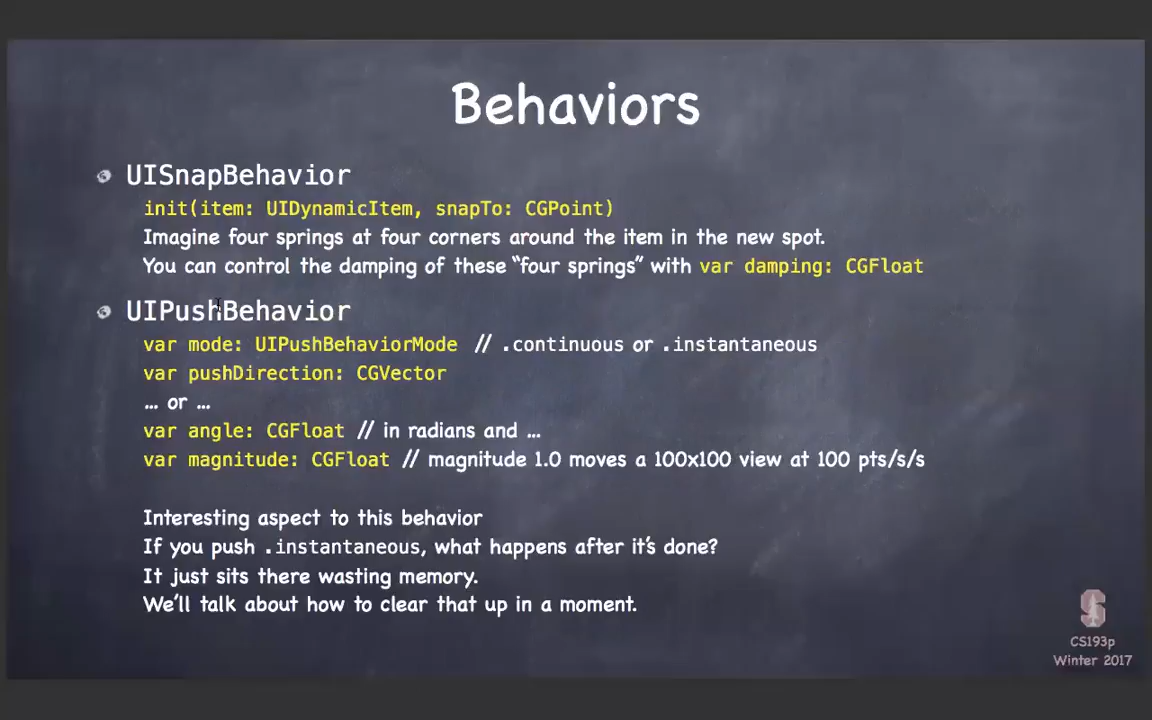 Behaviors
UISnapBehavior
init(item: UIDynamicItem, snapTo: CGPoint)
Imagine four springs at four corners around the item in the new spot.
You can control the damping of these “four springs” with var damping: CGFloat
UIPushBehavior
var mode: UIPushBehaviorMode // .continuous or .instantaneous
var pushDirection: CGVector
… or …
var angle: CGFloat // in radians and …
var magnitude: CGFloat // magnitude 1.0 moves a 100x100 view at 100 pts/s/s
Interesting aspect to this behavior
If you push .instantaneous, what happens after it’s done?
It just sits there wasting memory.
We’ll talk about how to clear that up in a moment.
S
CS193p
Winter 2017